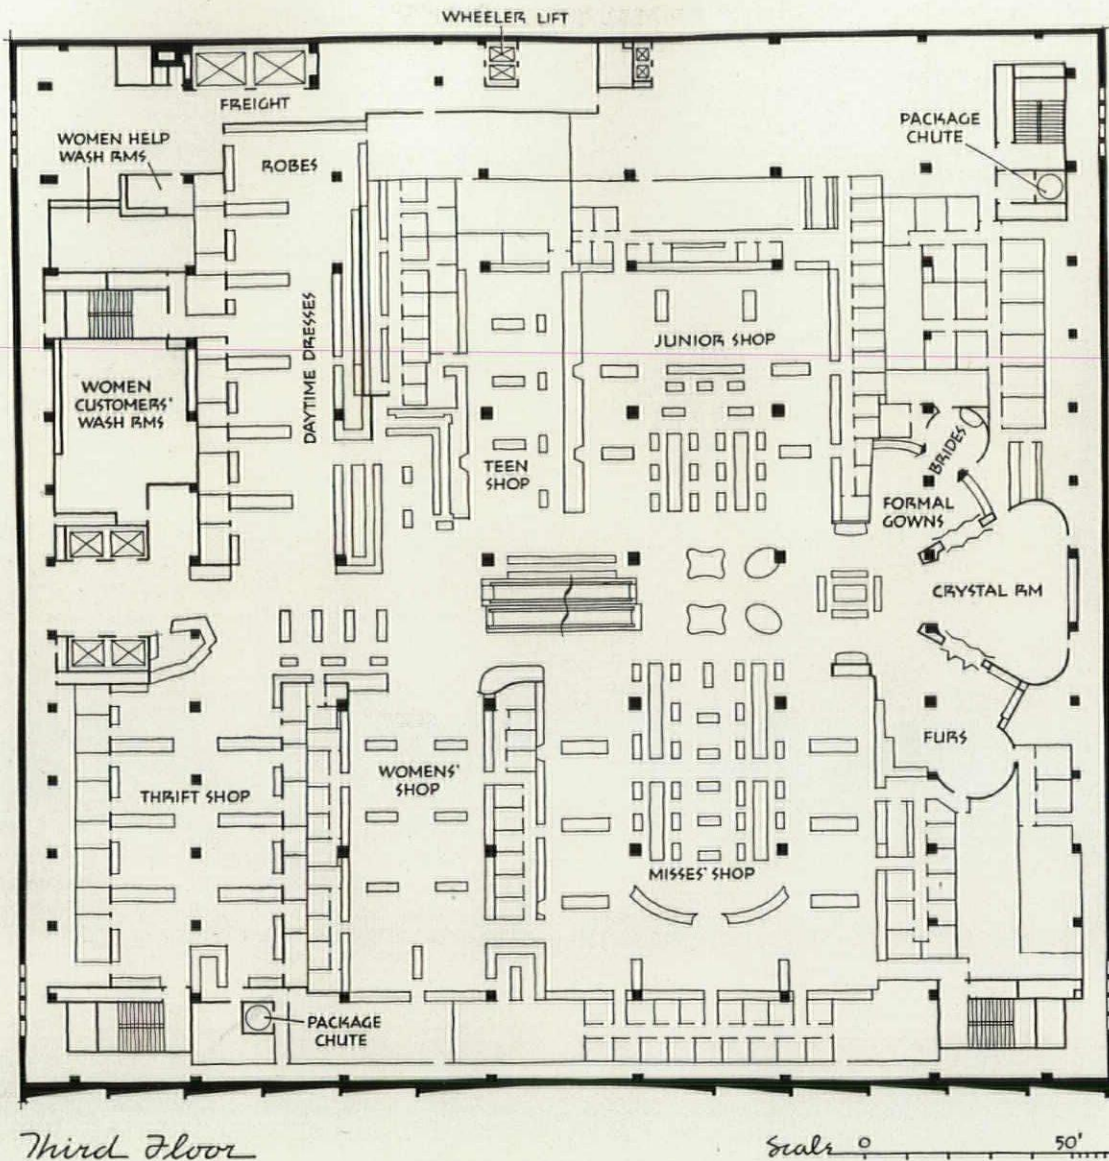 WHEELER LIFT
FREIGHT
PACKAGE
CHUTE
WOMEN HELP
WASH RMS
ROBES
DAYTIME DRESSES
JUNIOR SHOP
WOMEN
CUSTOMERS'
WASH RMS
TEEN
SHOP
BRIDES
FORMAL
GOWNS
CRYSTAL RM
FURS
WOMENS'
SHOP
THRIFT SHOP
MISSES' SHOP
PACKAGE
CHUTE
Third Floor
Scale 0 50'